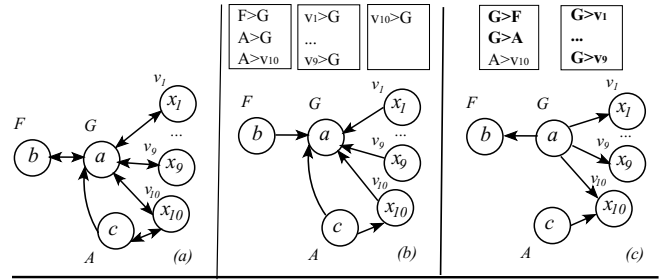 F>G
A>G
A>v10
v1>G
...
v9>G
v10>G
G>F
G>A
A>v10
G>v1
...
G>v9
F
G
v1
b
a
x1
...
v9
x9
v10
x10
c
A
(a)
F
G
v1
b
a
x1
...
v9
x9
v10
x10
c
A
(b)
F
G
v1
b
a
x1
...
v9
x9
v10
x10
c
A
(c)